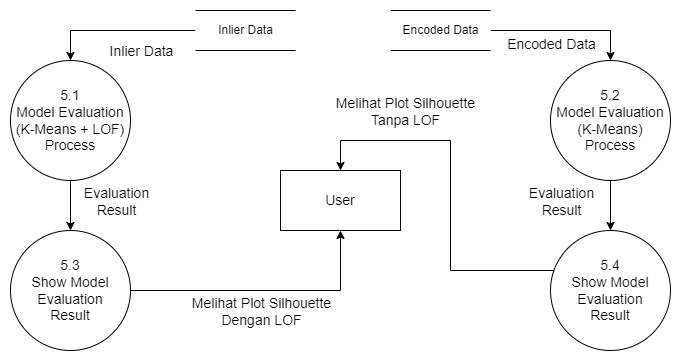 Inlier Data
Encoded Data
Inlier Data
Encoded Data
5.1
Model Evaluation
(K-Means + LOF)
Process
Melihat Plot Silhouette
Tanpa LOF
5.2
Model Evaluation
(K-Means)
Process
Evaluation
Result
User
Evaluation
Result
5.3
Show Model
Evaluation
Result
Melihat Plot Silhouette
Dengan LOF
5.4
Show Model
Evaluation
Result